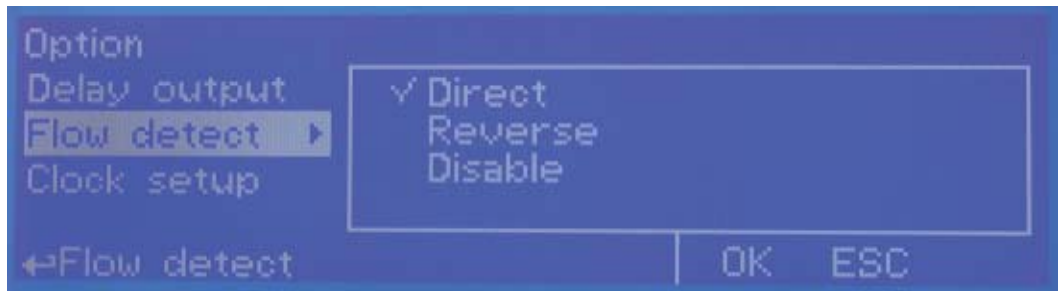 Option
Delay output
Flow detect
Clock setup
✓ Direct
Reverse
Disable
↩Flow detect
OK ESC